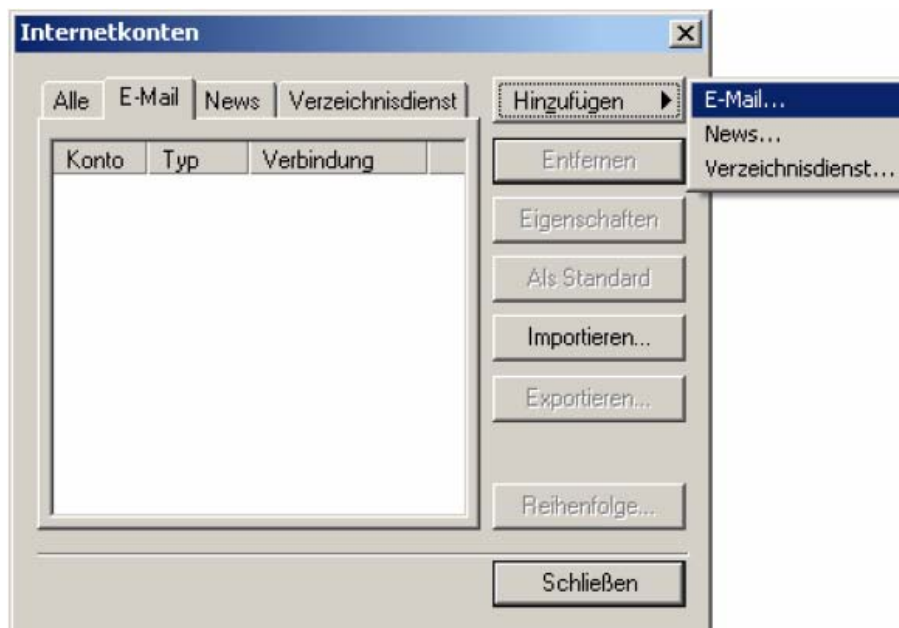 Internetkonten
Alle E-Mail News Verzeichnisdienst
Konto Typ Verbindung
Hinzufügen
E-Mail...
News...
Verzeichnisdienst...
Entfernen
Eigenschaften
Als Standard
Importieren...
Exportieren...
Reihenfolge...
Schließen